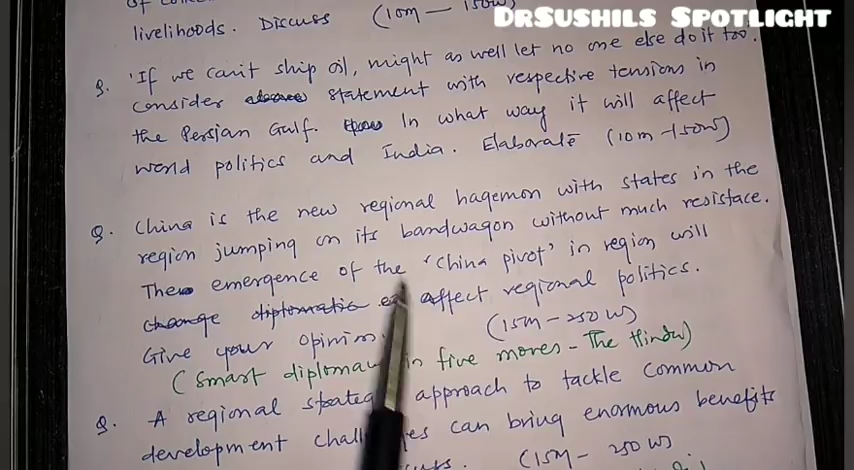 DRSUSHILS SPOTLIGHT
livelihoods. Discuss (10m — 150W)
Q. 'If we can't ship oil, might as well let no one else do it too.
consider statement with respective tensions in
the Persian Gulf. In what way it will affect
world politics and India. Elaborate (10m -150W)
Q. China is the new regional hagemon with states in the
region jumping on its bandwagon without much resistace.
The emergence of the 'China pivot' in region will
change diplomatic affect regional politics.
Give your opinion. (15m - 250 W)
(Smart diplomacy in five moves - The Hindu)
Q. A regional strategic approach to tackle common
development challenges can bring enormous benefits
(15M - 250 W)